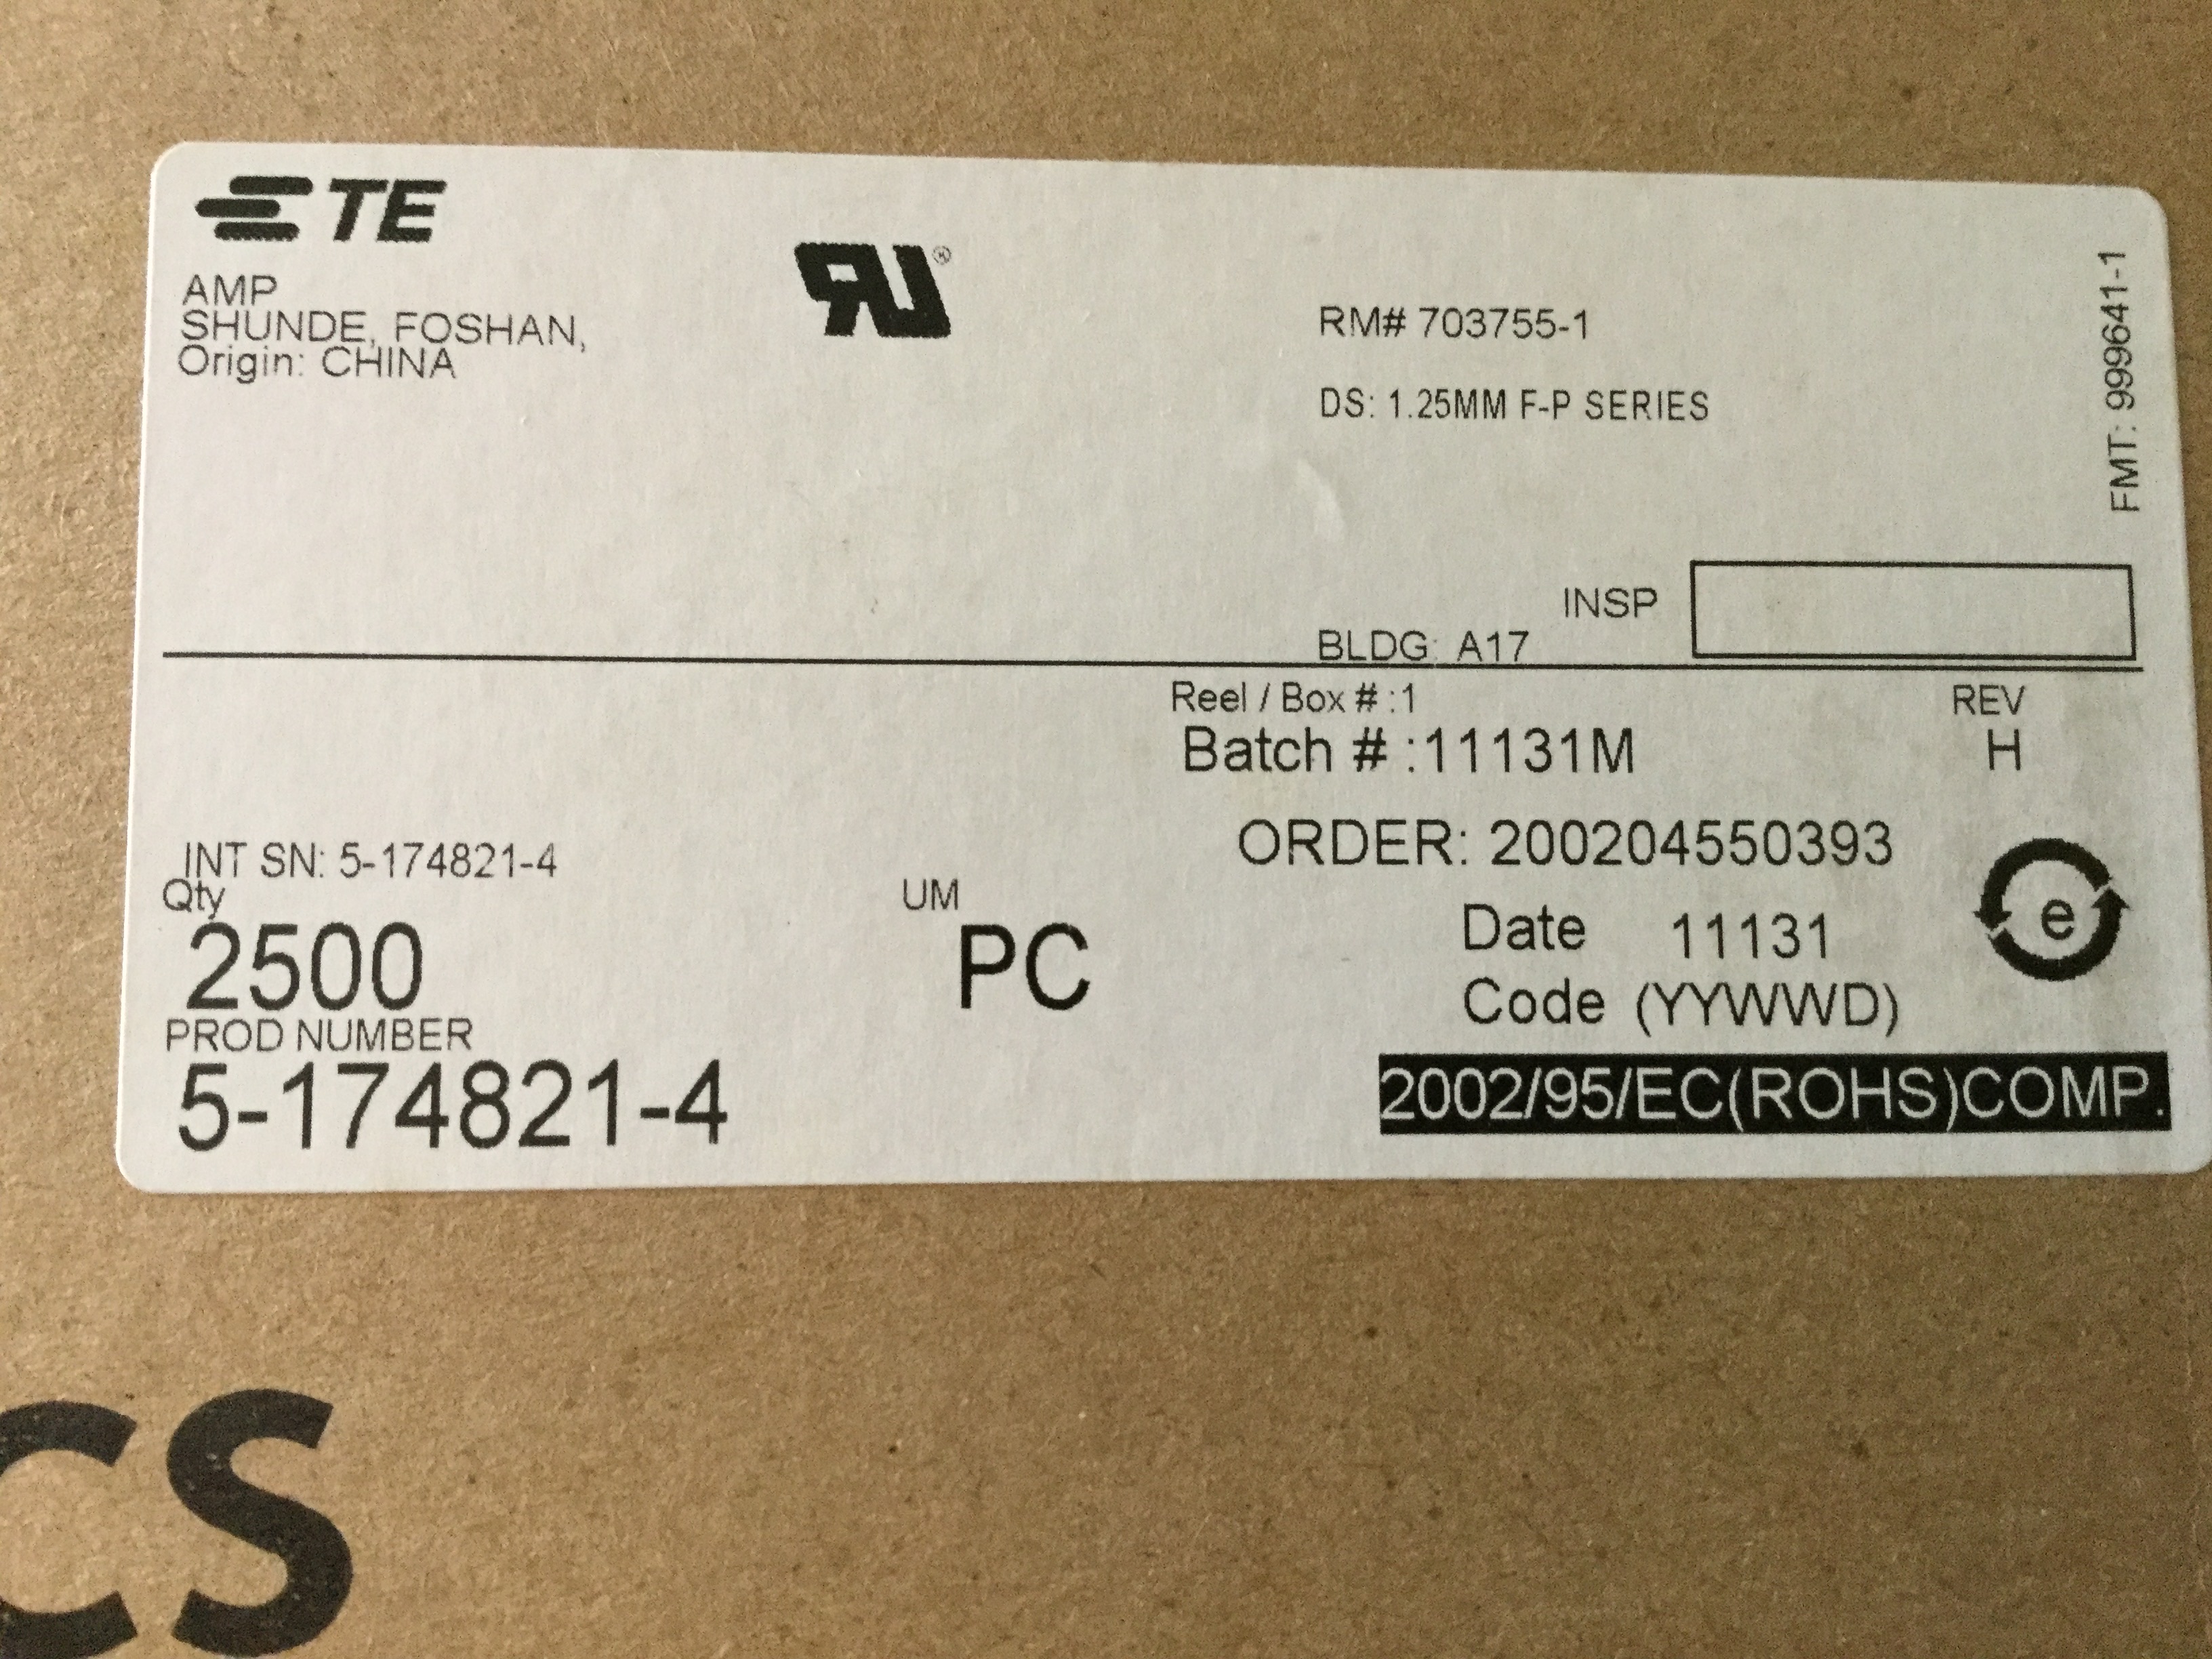 TE
AMP
SHUNDE, FOSHAN,
Origin: CHINA
RU®
RM# 703755-1
DS: 1.25MM F-P SERIES
FMT: 999641-1
INSP
BLDG: A17
Reel / Box # :1
REV
Batch # :11131M
H
INT SN: 5-174821-4
ORDER: 200204550393
Qty
2500
UM
PC
Date 11131
Code (YYWWD)
e
PROD NUMBER
5-174821-4
2002/95/EC(ROHS)COMP.
CS